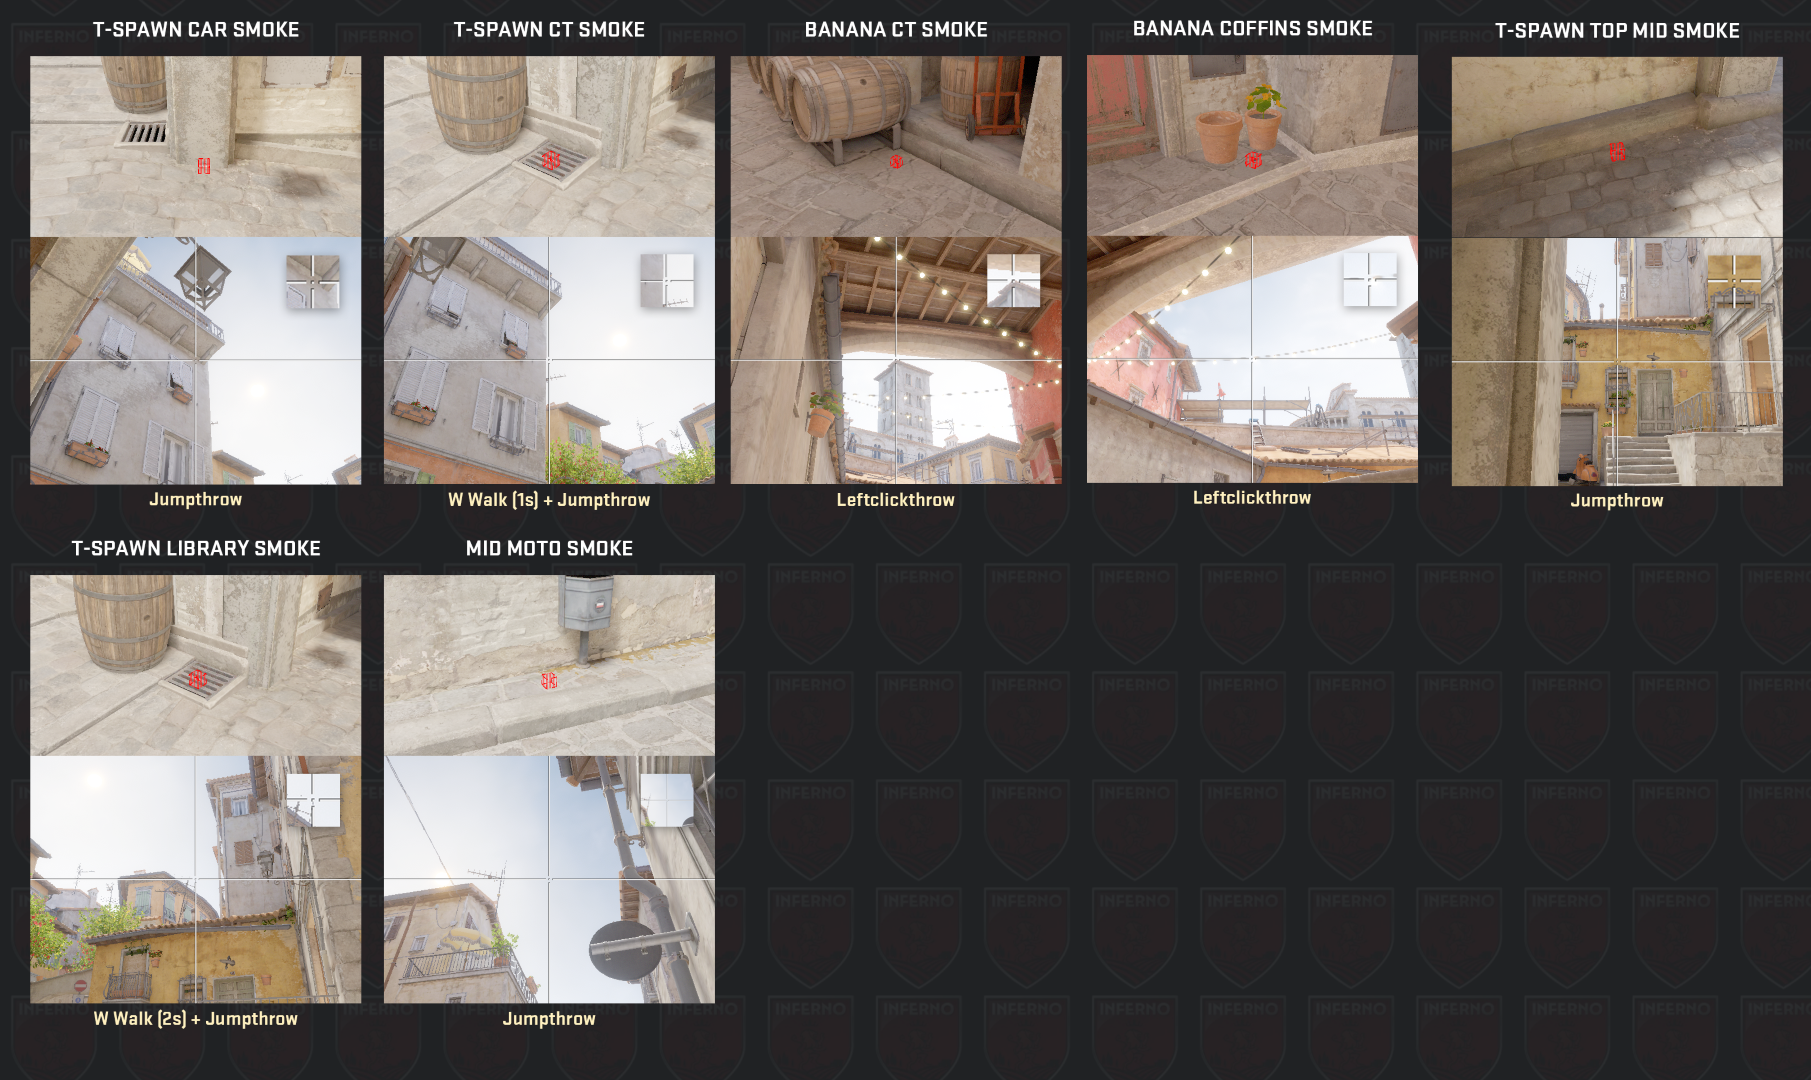 T-SPAWN CAR SMOKE
T-SPAWN CT SMOKE
BANANA CT SMOKE
BANANA COFFINS SMOKE
T-SPAWN TOP MID SMOKE
Jumpthrow
W Walk (1s) + Jumpthrow
Leftclickthrow
Leftclickthrow
Jumpthrow
T-SPAWN LIBRARY SMOKE
MID MOTO SMOKE
W Walk (2s) + Jumpthrow
Jumpthrow